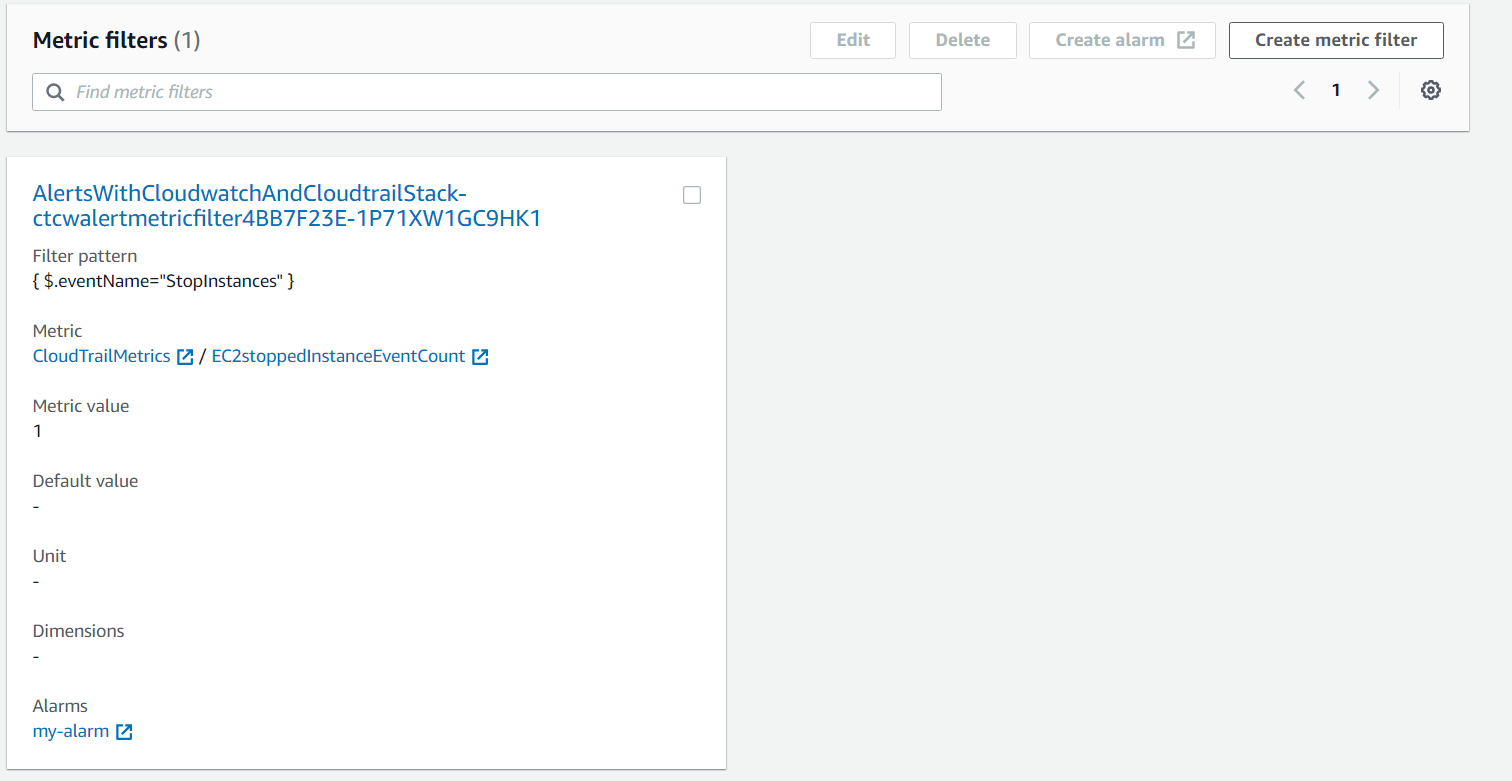 Metric filters (1)
Edit
Delete
Create alarm
Create metric filter
Find metric filters
1
AlertsWithCloudwatchAndCloudtrailStack-
ctcwalertmetricfilter4BB7F23E-1P71XW1GC9HK1
Filter pattern
{ $.eventName="StopInstances" }
Metric
CloudTrailMetrics / EC2stoppedInstanceEventCount
Metric value
1
Default value
-
Unit
-
Dimensions
-
Alarms
my-alarm